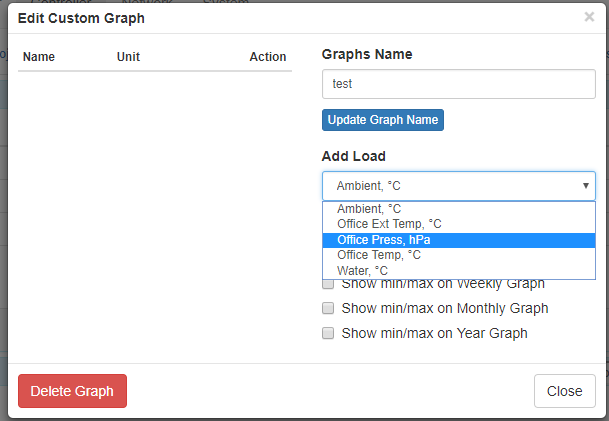 Edit Custom Graph ×
Name Unit Action
Graphs Name
test
Update Graph Name
Add Load
Ambient, °C
Ambient, °C
Office Ext Temp, °C
Office Press, hPa
Office Temp, °C
Water, °C
Show min/max on Weekly Graph
Show min/max on Monthly Graph
Show min/max on Year Graph
Delete Graph Close